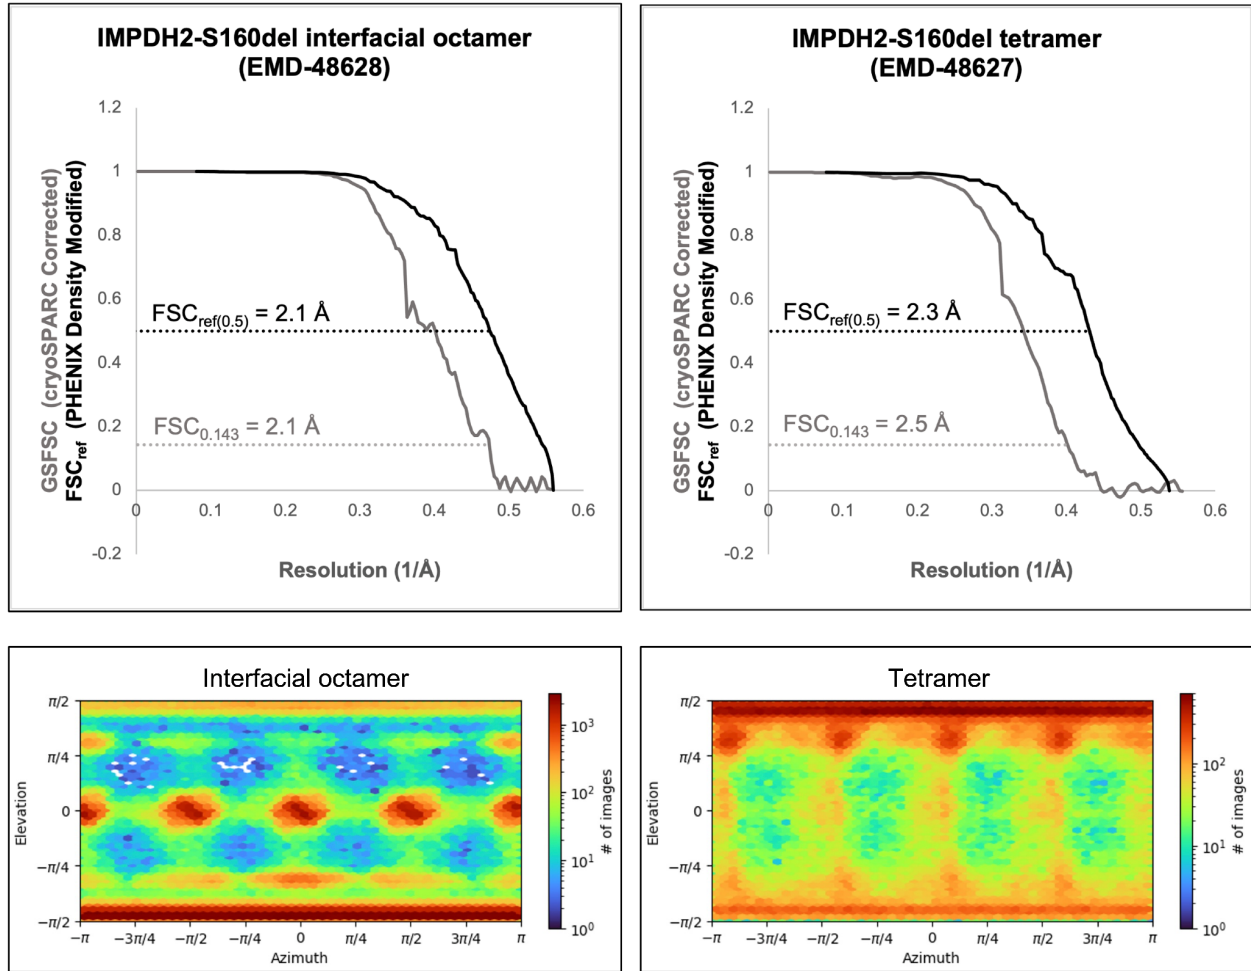 IMPDH2-S160del interfacial octamer
(EMD-48628)
GSFSC (cryoSPARC Corrected)
FSCref (PHENIX Density Modified)
1.2
1
0.8
0.6
0.4
0.2
0
-0.2
FSCref(0.5) = 2.1 Å
FSC0.143 = 2.1 Å
0 0.1 0.2 0.3 0.4 0.5 0.6
Resolution (1/Å)
IMPDH2-S160del tetramer
(EMD-48627)
GSFSC (cryoSPARC Corrected)
FSCref (PHENIX Density Modified)
1.2
1
0.8
0.6
0.4
0.2
0
-0.2
FSCref(0.5) = 2.3 Å
FSC0.143 = 2.5 Å
0 0.1 0.2 0.3 0.4 0.5 0.6
Resolution (1/Å)
Interfacial octamer
Elevation
π/2
π/4
0
−π/4
−π/2
−π −3π/4 −π/2 −π/4 0 π/4 π/2 3π/4 π
Azimuth
10³
10²
10¹
10⁰
# of images
Tetramer
Elevation
π/2
π/4
0
−π/4
−π/2
−π −3π/4 −π/2 −π/4 0 π/4 π/2 3π/4 π
Azimuth
10²
10¹
10⁰
# of images